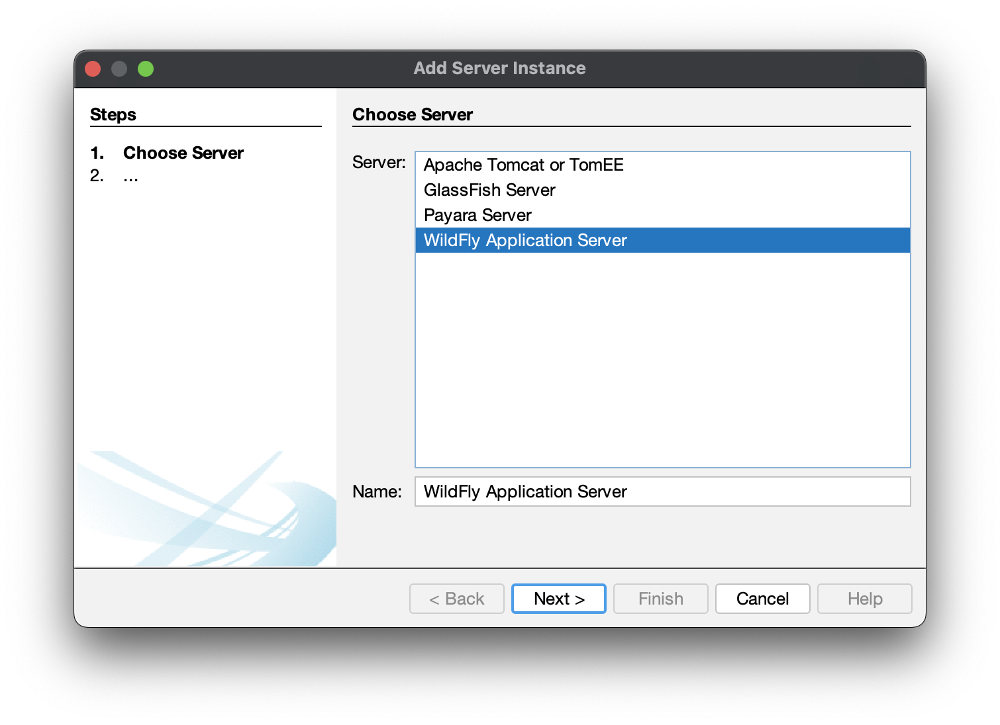 Add Server Instance
Steps
1. Choose Server
2. ...
Choose Server
Server:
Apache Tomcat or TomEE
GlassFish Server
Payara Server
WildFly Application Server
Name: WildFly Application Server
< Back Next > Finish Cancel Help